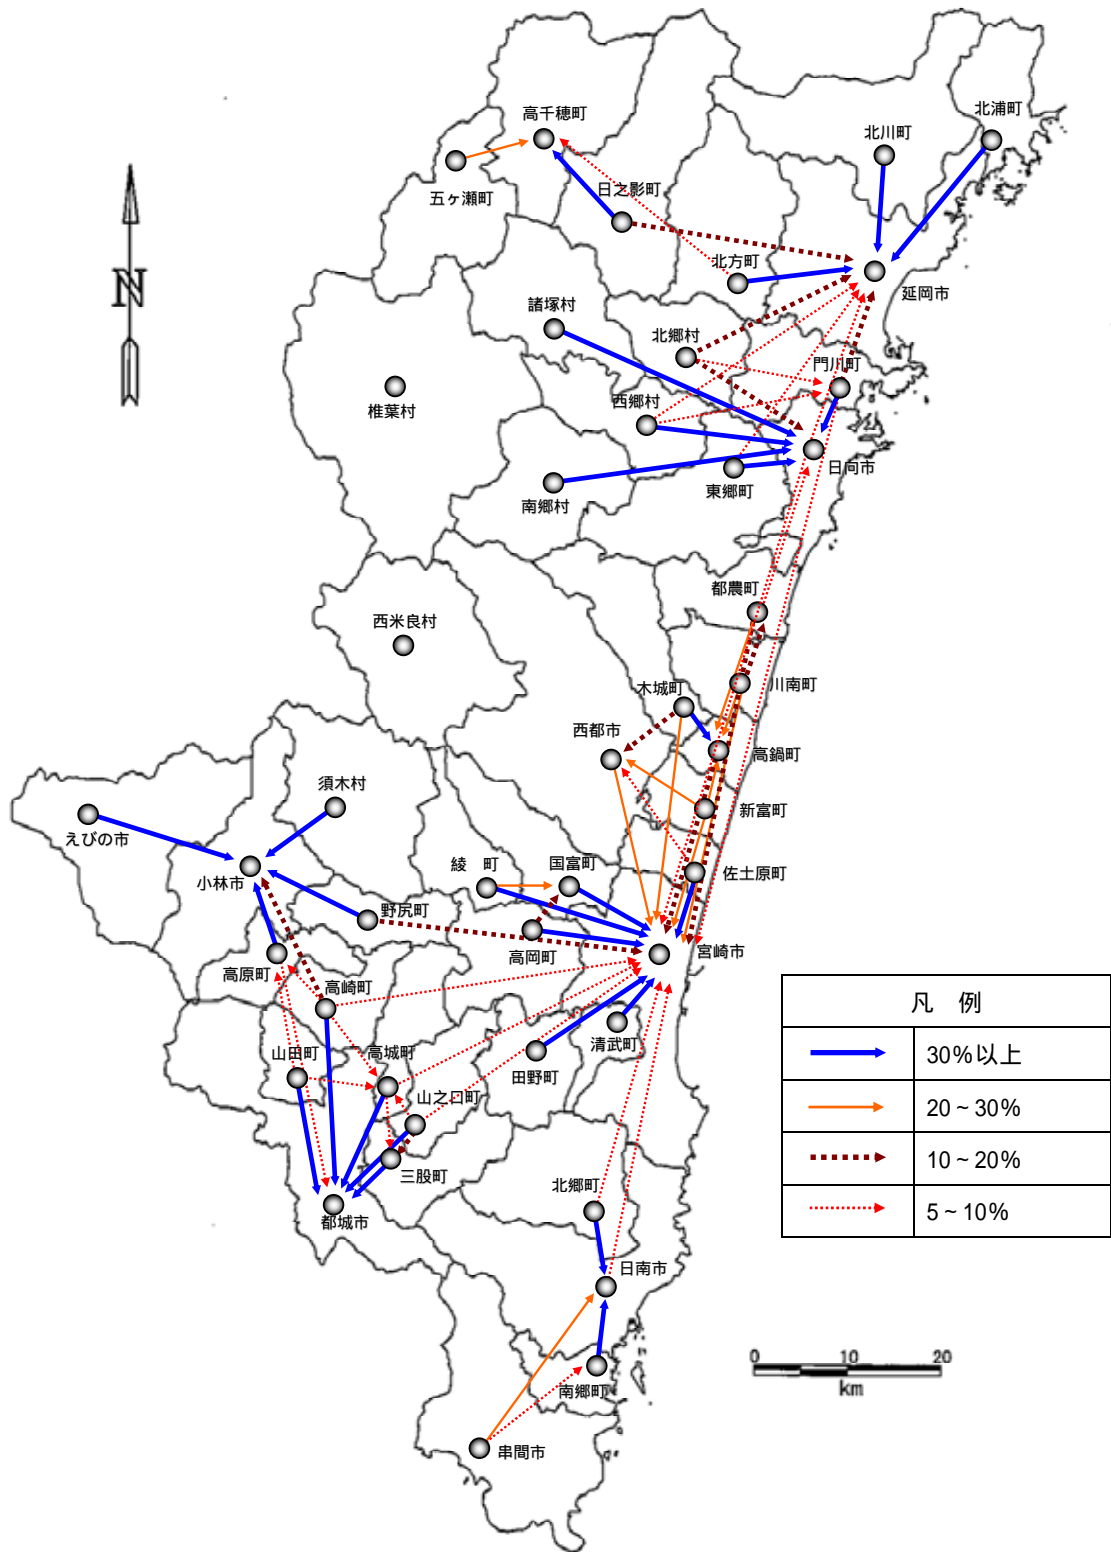 北浦町
高千穂町
北川町
五ヶ瀬町
日之影町
N
北方町
延岡市
諸塚村
北郷村
門川町
椎葉村
西郷村
日向市
東郷町
南郷村
都農町
西米良村
川南町
木城町
西都市
高鍋町
須木村
新富町
えびの市
綾 町
国富町
佐土原町
小林市
野尻町
高岡町
宮崎市
高原町
高崎町
清武町
山田町
高城町
田野町
山之口町
三股町
北郷町
都城市
日南市
南郷町
串間市
凡 例
30%以上
20~30%
10~20%
5~10%
0 10 20
km